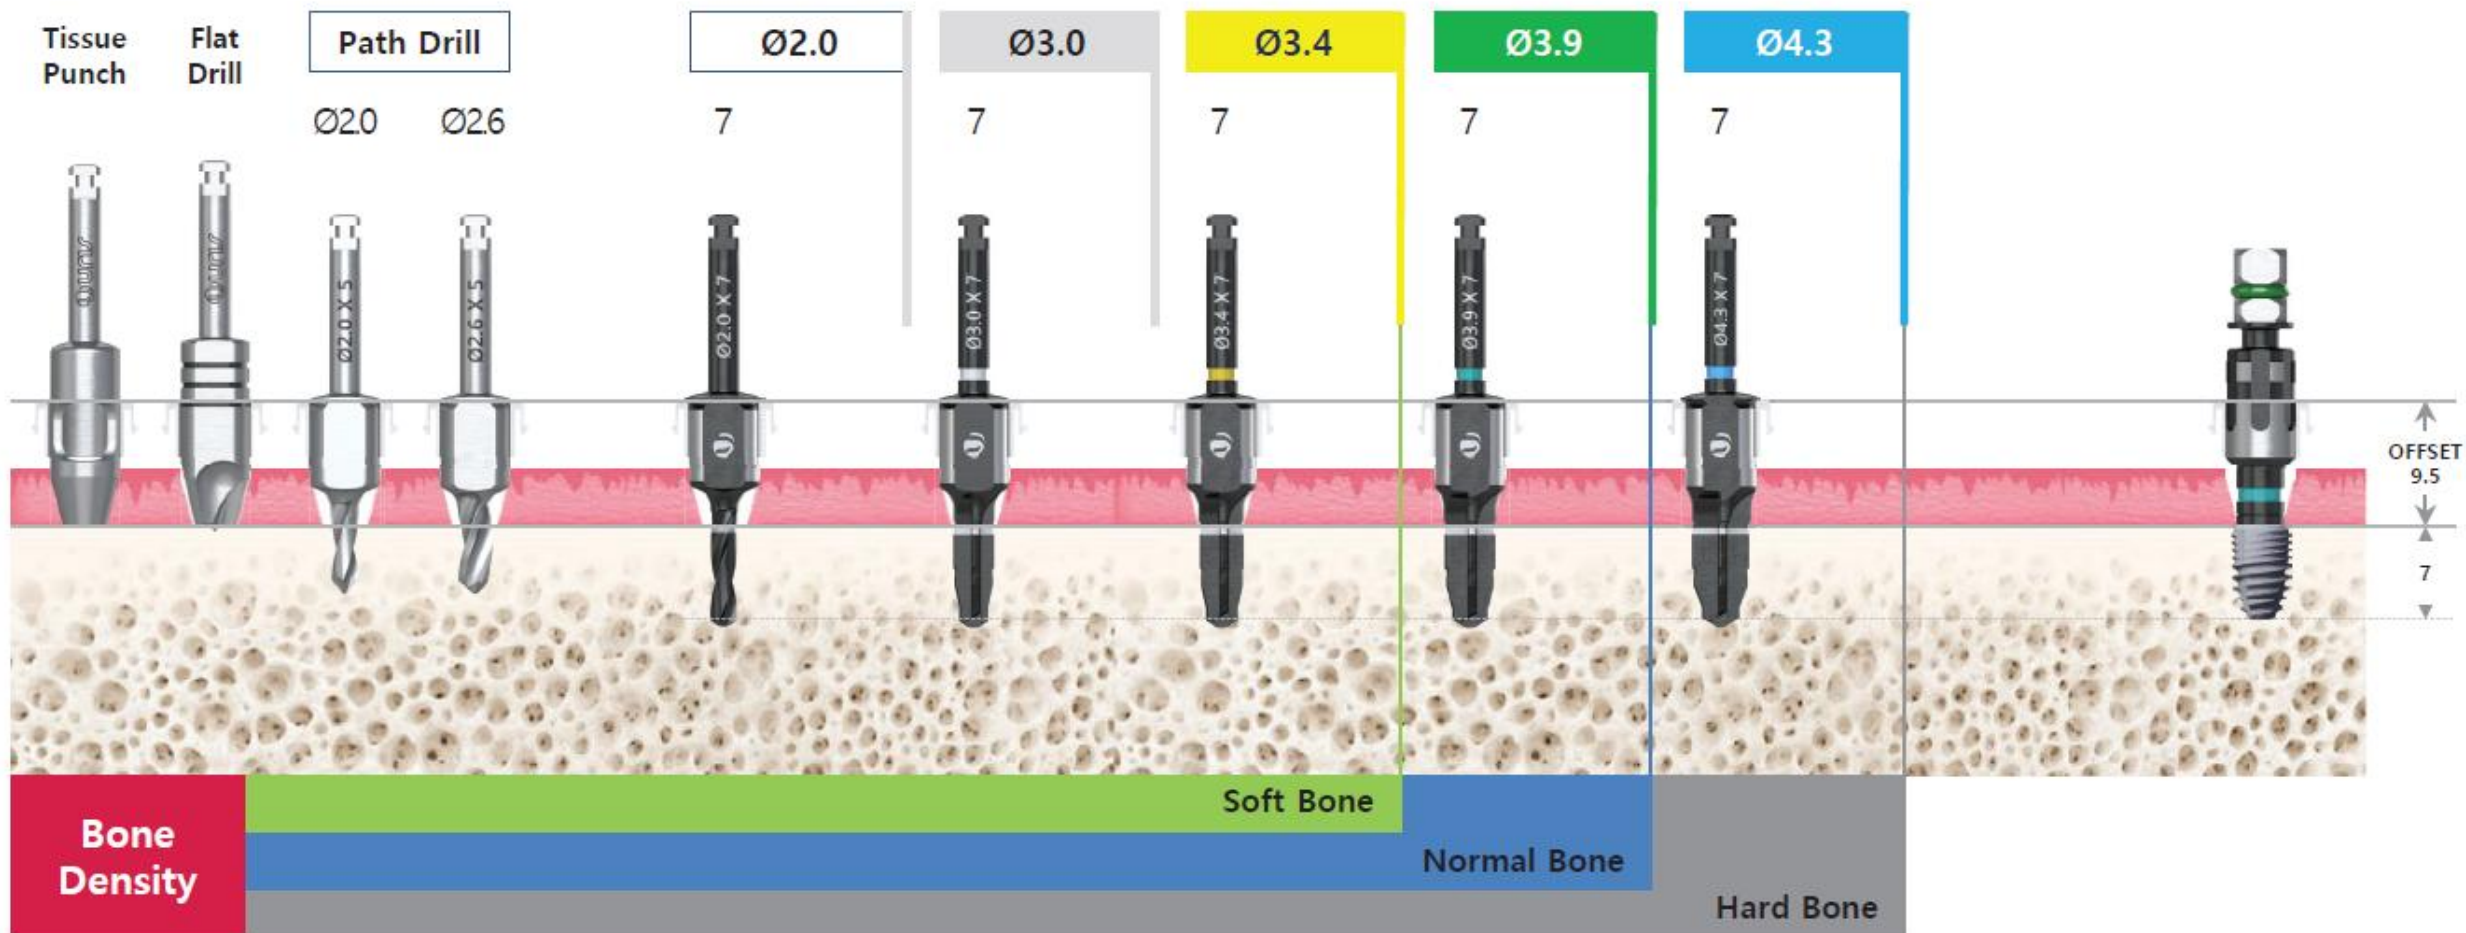 Tissue
Punch
Flat
Drill
Path Drill
Ø2.0
Ø3.0
Ø3.4
Ø3.9
Ø4.3
Ø2.0
Ø2.6
7
7
7
7
7
Ø2.0 X 5
Ø2.6 X 5
Ø2.0 X 7
Ø3.0 X 7
Ø3.4 X 7
Ø3.9 X 7
Ø4.3 X 7
OFFSET
9.5
7
Soft Bone
Bone
Density
Normal Bone
Hard Bone